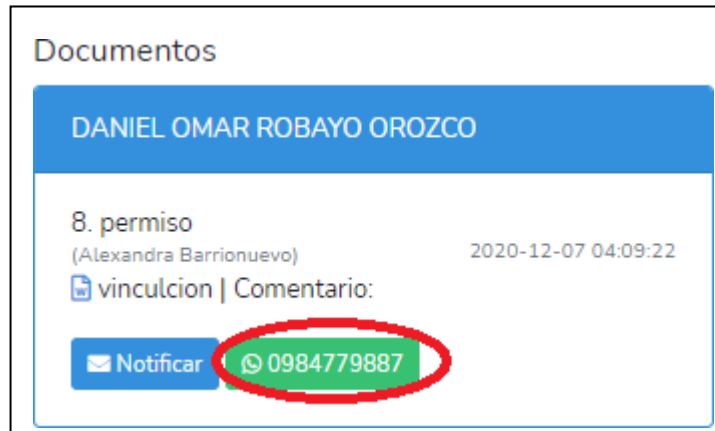 Documentos
DANIEL OMAR ROBAYO OROZCO
8. permiso
(Alexandra Barrionuevo) 2020-12-07 04:09:22
vinculcion | Comentario:
Notificar 0984779887